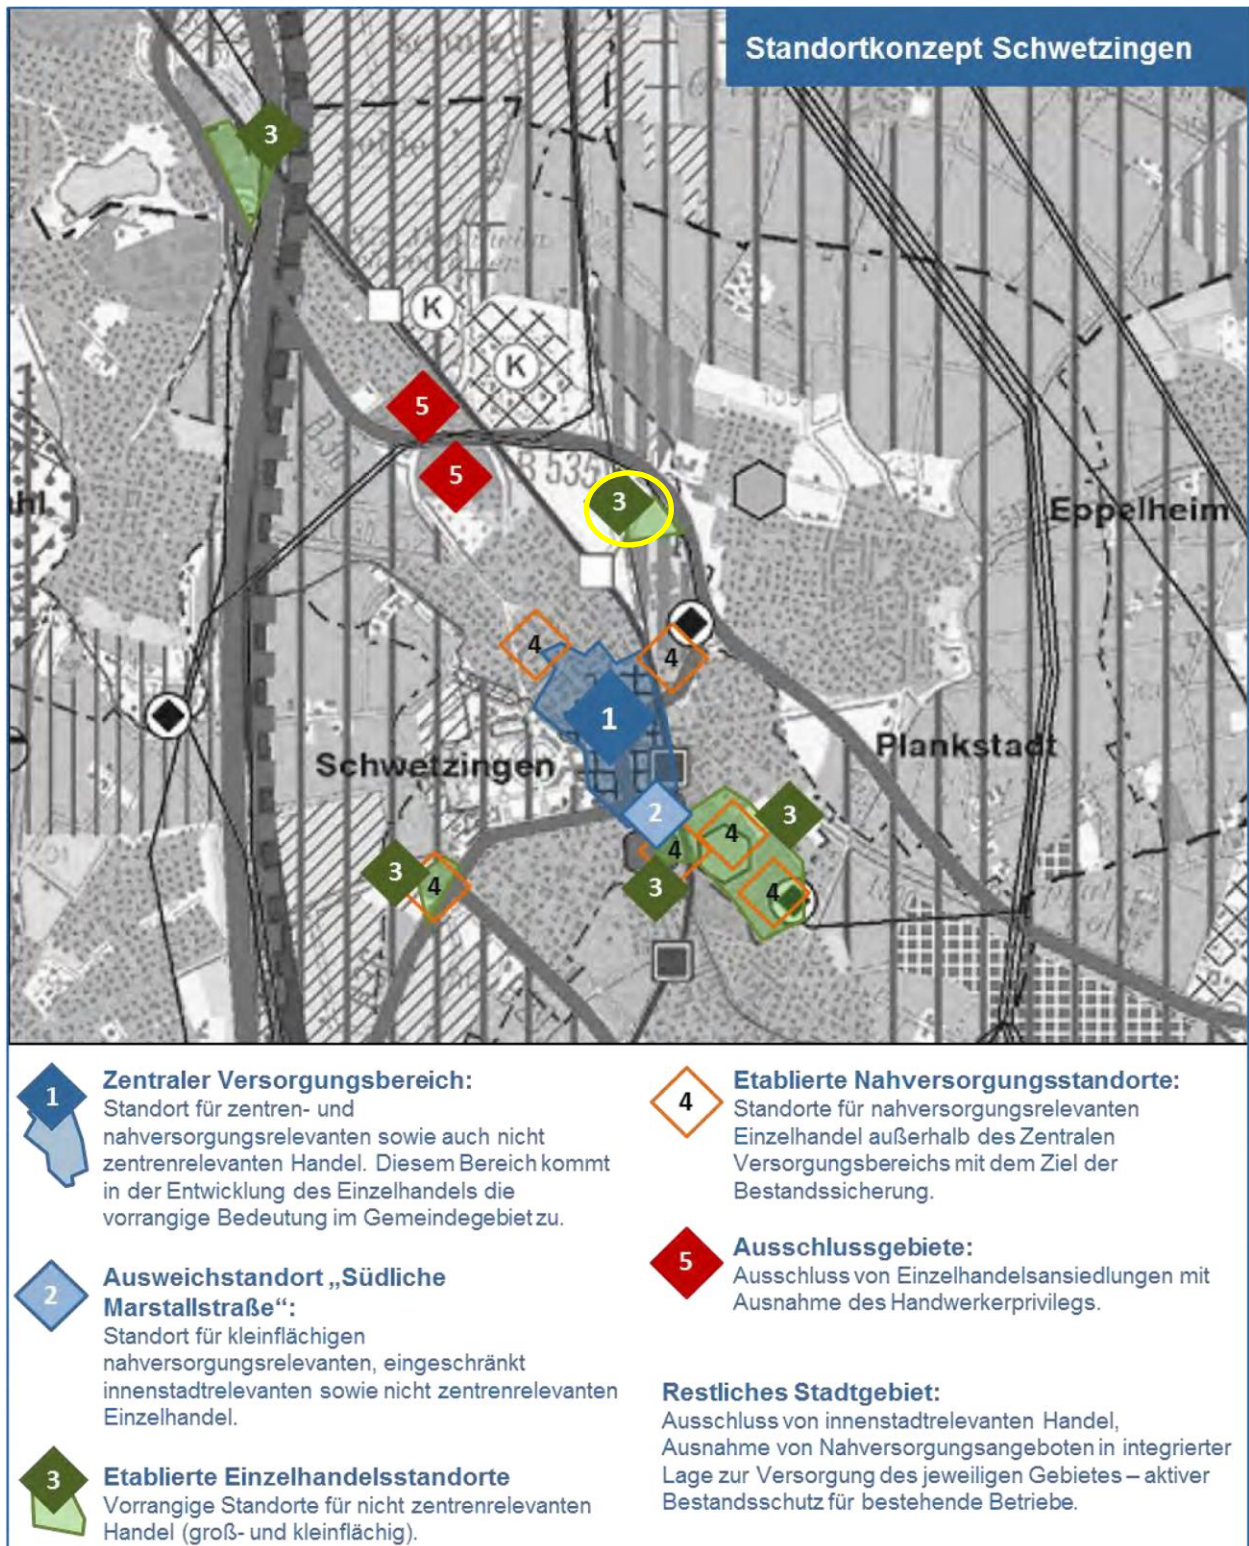 Standortkonzept Schwetzingen
3
K
K
5
5
B 535
3
Eppelheim
4
4
1
Schwetzingen
Plankstadt
2
4
3
4
3
4
3
4
1
Zentraler Versorgungsbereich:
Standort für zentren- und
nahversorgungsrelevanten sowie auch nicht
zentrenrelevanten Handel. Diesem Bereich kommt
in der Entwicklung des Einzelhandels die
vorrangige Bedeutung im Gemeindegebiet zu.
2
Ausweichstandort „Südliche
Marstallstraße“:
Standort für kleinflächigen
nahversorgungsrelevanten, eingeschränkt
innenstadtrelevanten sowie nicht zentrenrelevanten
Einzelhandel.
3
Etablierte Einzelhandelsstandorte
Vorrangige Standorte für nicht zentrenrelevanten
Handel (groß- und kleinflächig).
4
Etablierte Nahversorgungsstandorte:
Standorte für nahversorgungsrelevanten
Einzelhandel außerhalb des Zentralen
Versorgungsbereichs mit dem Ziel der
Bestandssicherung.
5
Ausschlussgebiete:
Ausschluss von Einzelhandelsansiedlungen mit
Ausnahme des Handwerkerprivilegs.
Restliches Stadtgebiet:
Ausschluss von innenstadtrelevanten Handel,
Ausnahme von Nahversorgungsangeboten in integrierter
Lage zur Versorgung des jeweiligen Gebietes – aktiver
Bestandsschutz für bestehende Betriebe.